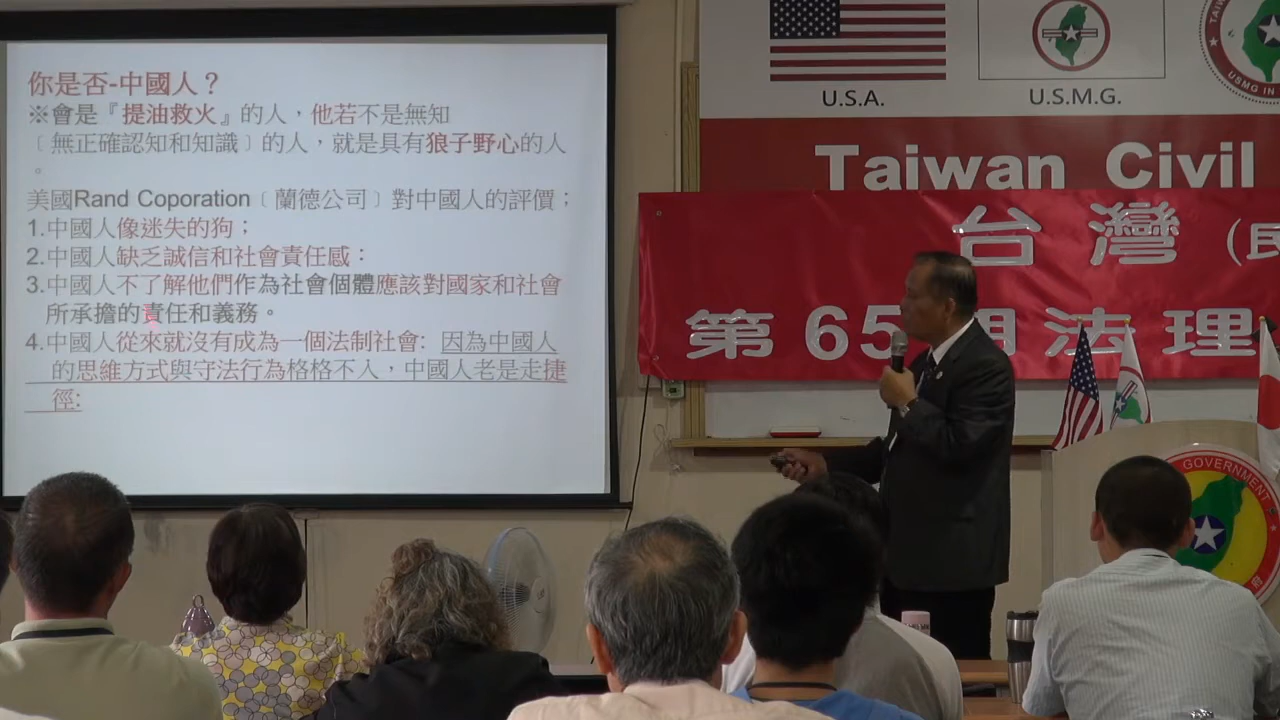 你是否-中國人？
※會是『提油救火』的人，他若不是無知
﹝無正確認知和知識﹞的人，就是具有狼子野心的人
。
美國Rand Coporation﹝蘭德公司﹞對中國人的評價；
1.中國人像迷失的狗；
2.中國人缺乏誠信和社會責任感：
3.中國人不了解他們作為社會個體應該對國家和社會
所承擔的責任和義務。
4.中國人從來就沒有成為一個法制社會: 因為中國人
的思維方式與守法行為格格不入，中國人老是走捷
徑:
U.S.A.
U.S.M.G.
USMG IN
Taiwan Civil
台灣（民
第65期法理
GOVERNMENT